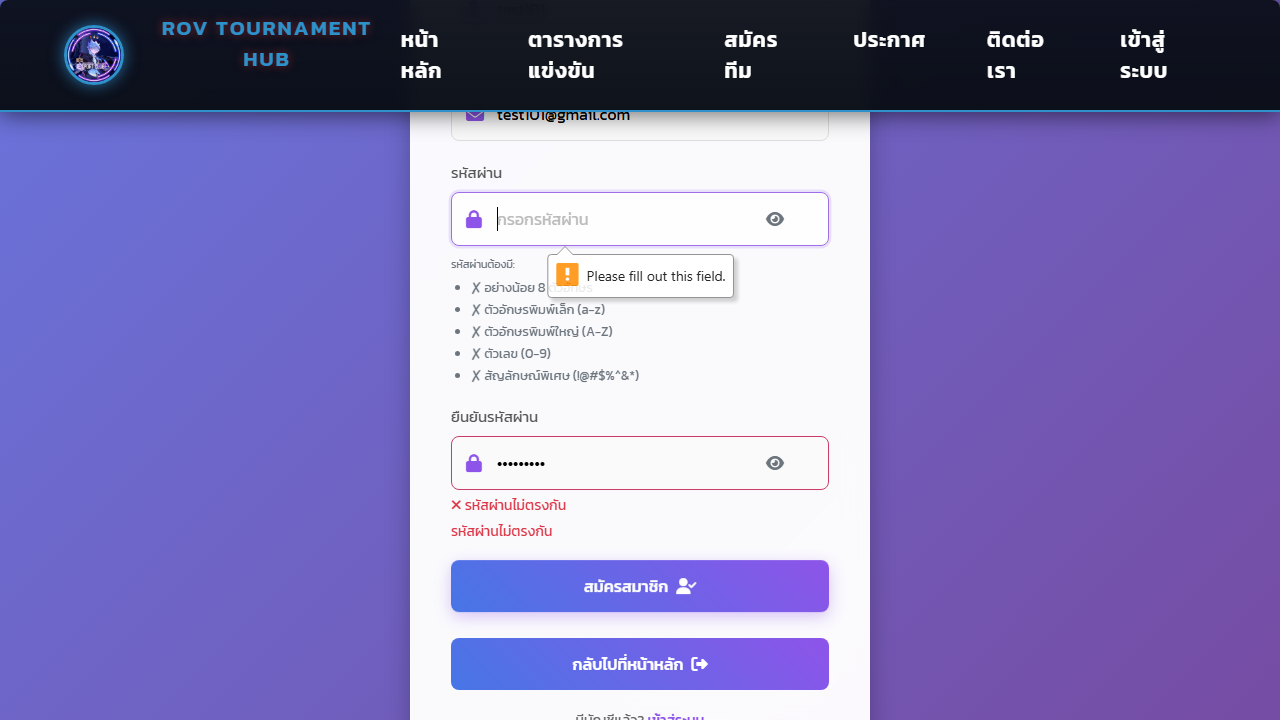 ROV TOURNAMENT
HUB
หน้า
หลัก
ตารางการ
แข่งขัน
สมัคร
ทีม
ประกาศ
ติดต่อ
เรา
เข้าสู่
ระบบ
test101@gmail.com
รหัสผ่าน
กรอกรหัสผ่าน
Please fill out this field.
รหัสผ่านต้องมี:
✗ อย่างน้อย 8 ตัวอักษร
✗ ตัวอักษรพิมพ์เล็ก (a-z)
✗ ตัวอักษรพิมพ์ใหญ่ (A-Z)
✗ ตัวเลข (0-9)
✗ สัญลักษณ์พิเศษ (!@#$%^&*)
ยืนยันรหัสผ่าน
•••••••••
✕ รหัสผ่านไม่ตรงกัน
รหัสผ่านไม่ตรงกัน
สมัครสมาชิก
กลับไปที่หน้าหลัก
มีบัญชีแล้ว? เข้าสู่ระบบ